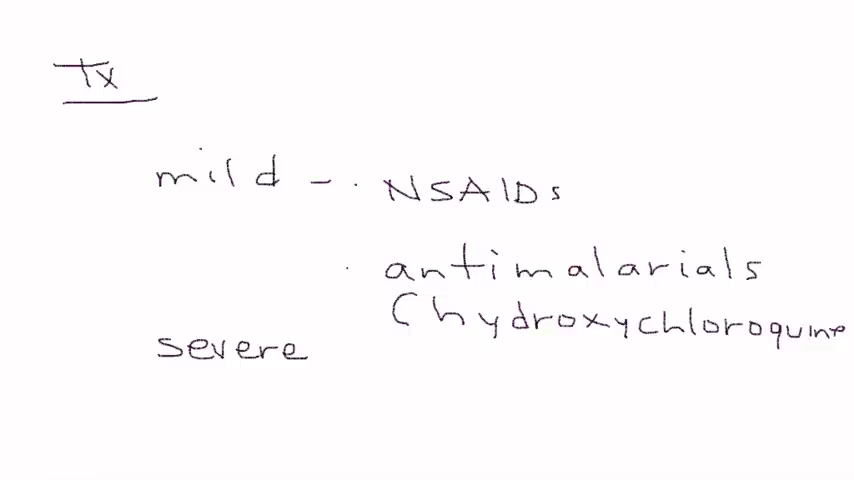 Tx
mild - · NSAIDs
· antimalarials
(hydroxychloroquine
severe